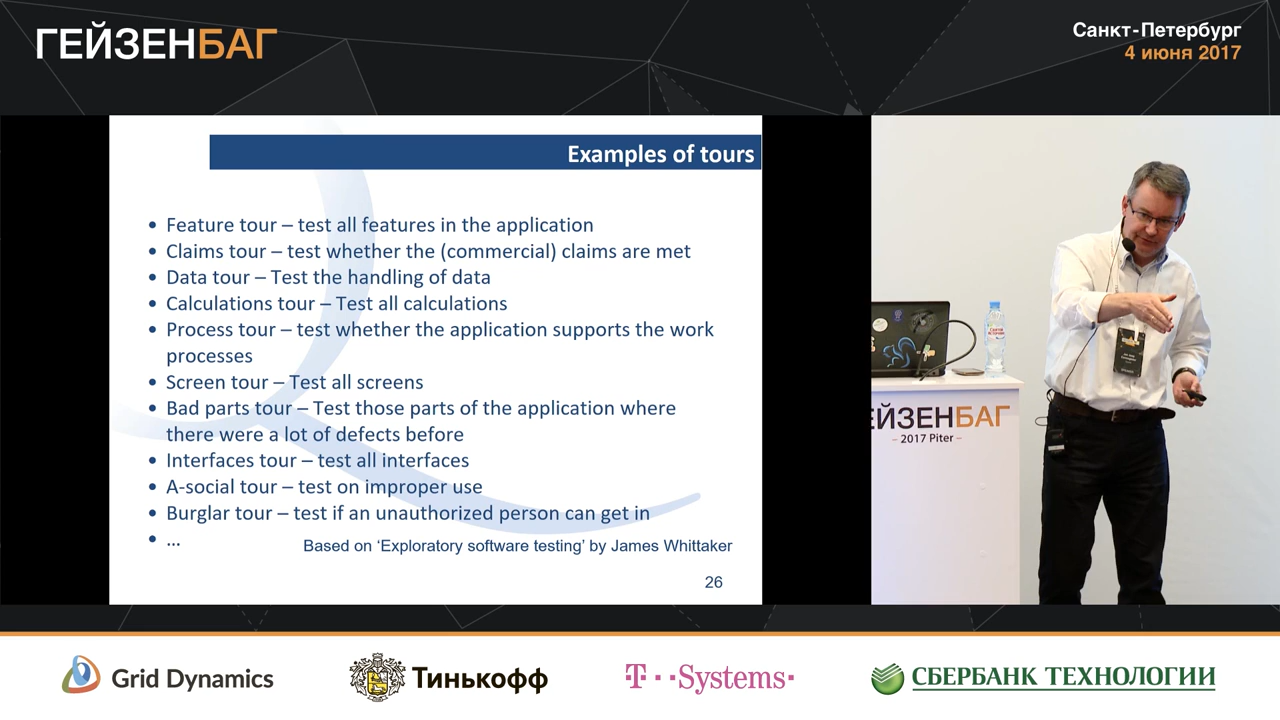 ГЕЙЗЕНБАГ
Санкт-Петербург
4 июня 2017
Examples of tours
• Feature tour – test all features in the application
• Claims tour – test whether the (commercial) claims are met
• Data tour – Test the handling of data
• Calculations tour – Test all calculations
• Process tour – test whether the application supports the work
processes
• Screen tour – Test all screens
• Bad parts tour – Test those parts of the application where
there were a lot of defects before
• Interfaces tour – test all interfaces
• A-social tour – test on improper use
• Burglar tour – test if an unauthorized person can get in
• ...
Based on ‘Exploratory software testing’ by James Whittaker
26
ЕЙЗЕНБАГ
– 2017 Piter –
Grid Dynamics
Тинькофф
T··Systems·
СБЕРБАНК ТЕХНОЛОГИИ